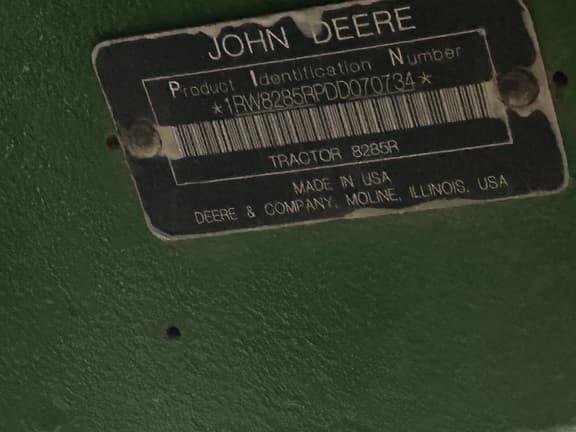 JOHN DEERE
Product Identification Number
*1RW8285RPDD070734*
TRACTOR 8285R
MADE IN USA
DEERE & COMPANY, MOLINE, ILLINOIS, USA